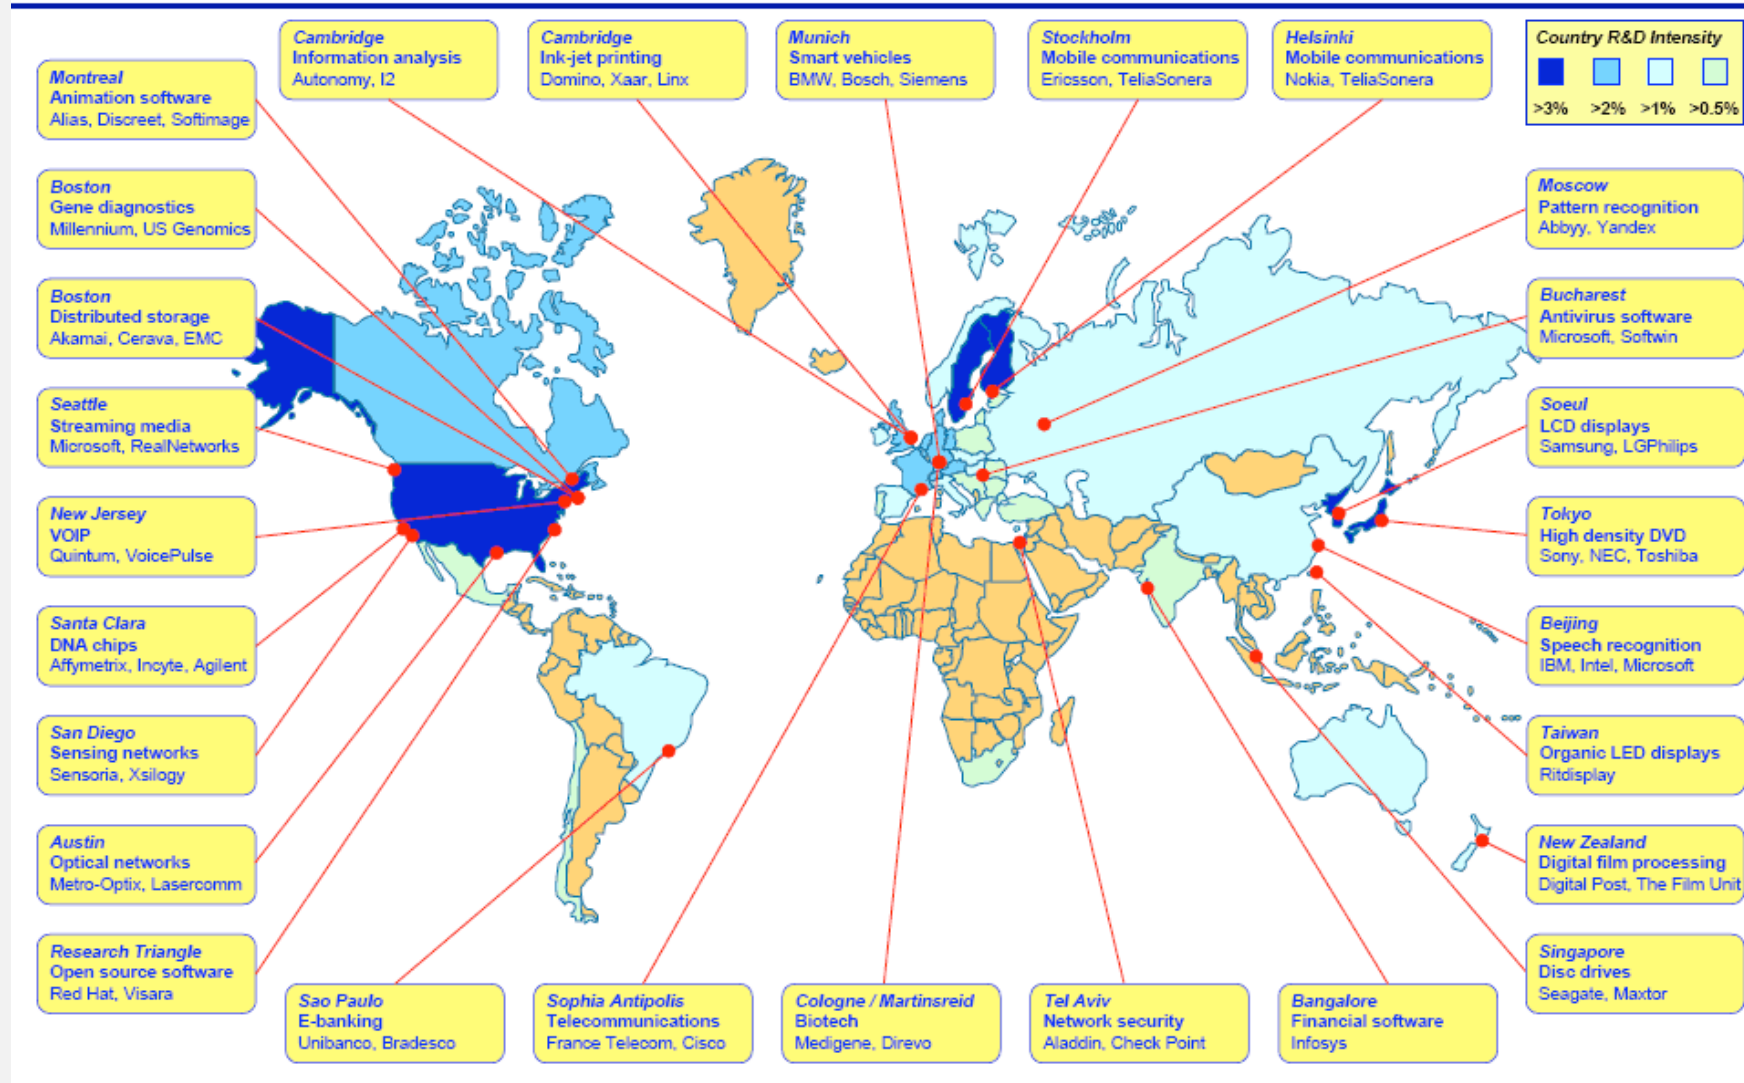 Cambridge
Information analysis
Autonomy, I2
Cambridge
Ink-jet printing
Domino, Xaar, Linx
Munich
Smart vehicles
BMW, Bosch, Siemens
Stockholm
Mobile communications
Ericsson, TeliaSonera
Helsinki
Mobile communications
Nokia, TeliaSonera
Country R&D Intensity
>3% >2% >1% >0.5%
Montreal
Animation software
Alias, Discreet, Softimage
Boston
Gene diagnostics
Millennium, US Genomics
Boston
Distributed storage
Akamai, Cerava, EMC
Seattle
Streaming media
Microsoft, RealNetworks
New Jersey
VOIP
Quintum, VoicePulse
Santa Clara
DNA chips
Affymetrix, Incyte, Agilent
San Diego
Sensing networks
Sensoria, Xsilogy
Austin
Optical networks
Metro-Optix, Lasercomm
Research Triangle
Open source software
Red Hat, Visara
Moscow
Pattern recognition
Abbyy, Yandex
Bucharest
Antivirus software
Microsoft, Softwin
Soeul
LCD displays
Samsung, LGPhilips
Tokyo
High density DVD
Sony, NEC, Toshiba
Beijing
Speech recognition
IBM, Intel, Microsoft
Taiwan
Organic LED displays
Ritdisplay
New Zealand
Digital film processing
Digital Post, The Film Unit
Singapore
Disc drives
Seagate, Maxtor
Sao Paulo
E-banking
Unibanco, Bradesco
Sophia Antipolis
Telecommunications
France Telecom, Cisco
Cologne / Martinsreid
Biotech
Medigene, Direvo
Tel Aviv
Network security
Aladdin, Check Point
Bangalore
Financial software
Infosys